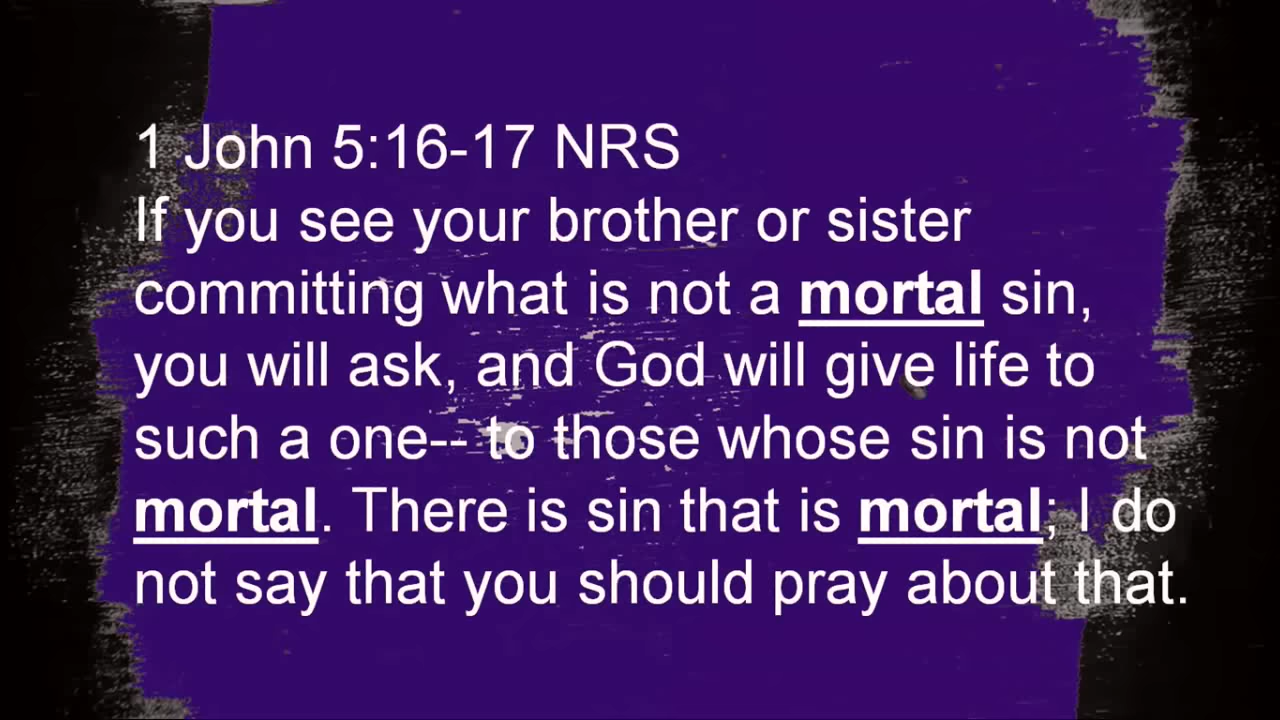 1 John 5:16-17 NRS
If you see your brother or sister
committing what is not a mortal sin,
you will ask, and God will give life to
such a one-- to those whose sin is not
mortal. There is sin that is mortal; I do
not say that you should pray about that.